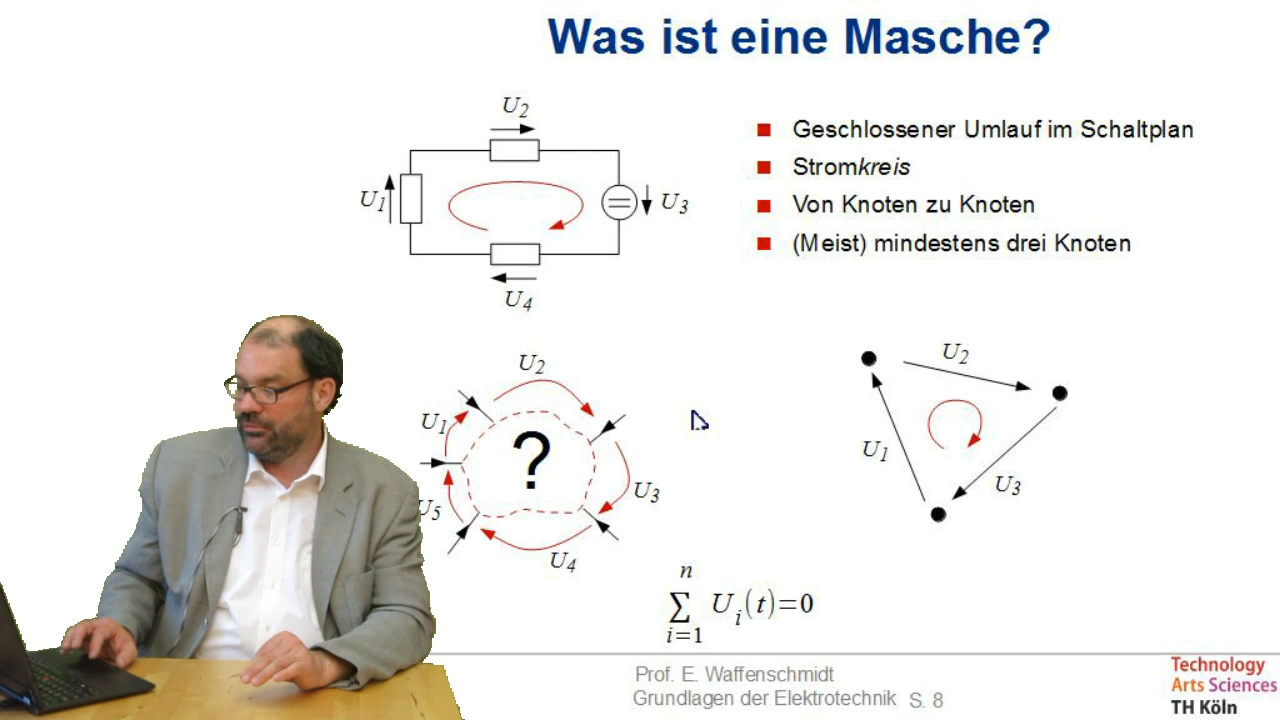 Was ist eine Masche?
U2
U1
U3
U4
Geschlossener Umlauf im Schaltplan
Stromkreis
Von Knoten zu Knoten
(Meist) mindestens drei Knoten
U2
U1
?
U3
U5
U4
U2
U1
U3
n
∑ Ui(t)=0
i=1
Prof. E. Waffenschmidt
Grundlagen der Elektrotechnik S. 8
Technology
Arts Sciences
TH Köln